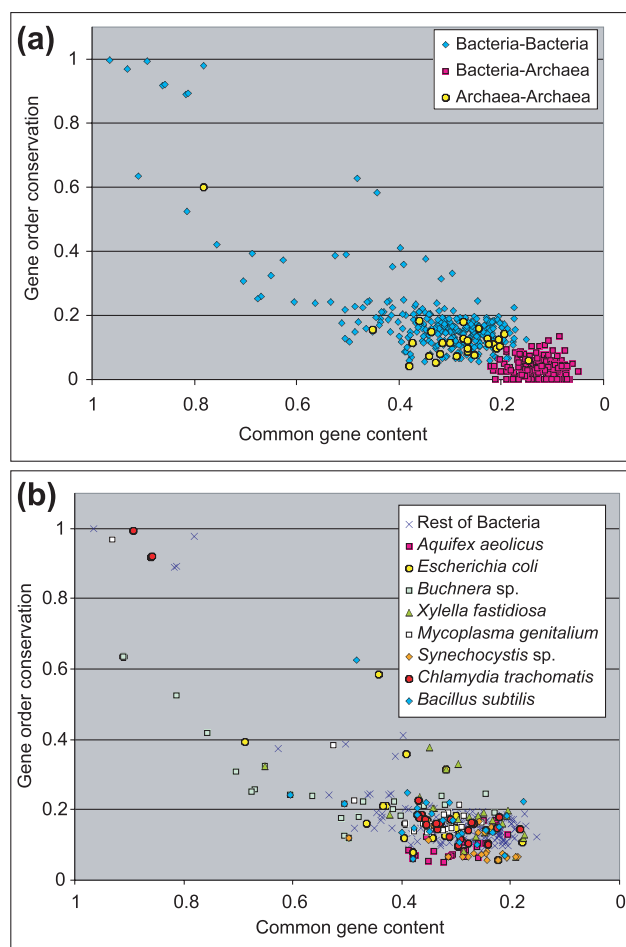 (a)
Bacteria-Bacteria
Bacteria-Archaea
Archaea-Archaea
Gene order conservation
1
0.8
0.6
0.4
0.2
0
1
0.8
0.6
0.4
0.2
0
Common gene content
(b)
Rest of Bacteria
Aquifex aeolicus
Escherichia coli
Buchnera sp.
Xylella fastidiosa
Mycoplasma genitalium
Synechocystis sp.
Chlamydia trachomatis
Bacillus subtilis
Gene order conservation
1
0.8
0.6
0.4
0.2
0
1
0.8
0.6
0.4
0.2
0
Common gene content